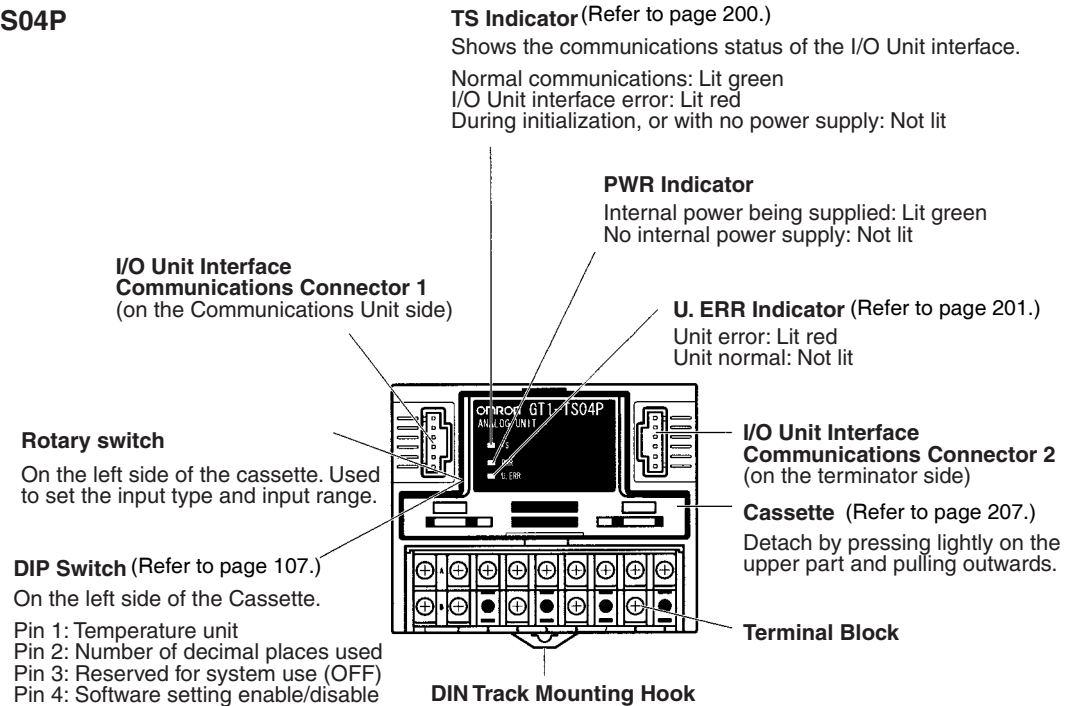 S04P
TS Indicator (Refer to page 200.)
Shows the communications status of the I/O Unit interface.
Normal communications: Lit green
I/O Unit interface error: Lit red
During initialization, or with no power supply: Not lit
PWR Indicator
Internal power being supplied: Lit green
No internal power supply: Not lit
I/O Unit Interface
Communications Connector 1
(on the Communications Unit side)
U. ERR Indicator (Refer to page 201.)
Unit error: Lit red
Unit normal: Not lit
omron GT1-TS04P
ANALOG UNIT
U.ERR
Rotary switch
On the left side of the cassette. Used
to set the input type and input range.
I/O Unit Interface
Communications Connector 2
(on the terminator side)
Cassette (Refer to page 207.)
Detach by pressing lightly on the
upper part and pulling outwards.
DIP Switch (Refer to page 107.)
On the left side of the Cassette.
Pin 1: Temperature unit
Pin 2: Number of decimal places used
Pin 3: Reserved for system use (OFF)
Pin 4: Software setting enable/disable
A
B
Terminal Block
DIN Track Mounting Hook